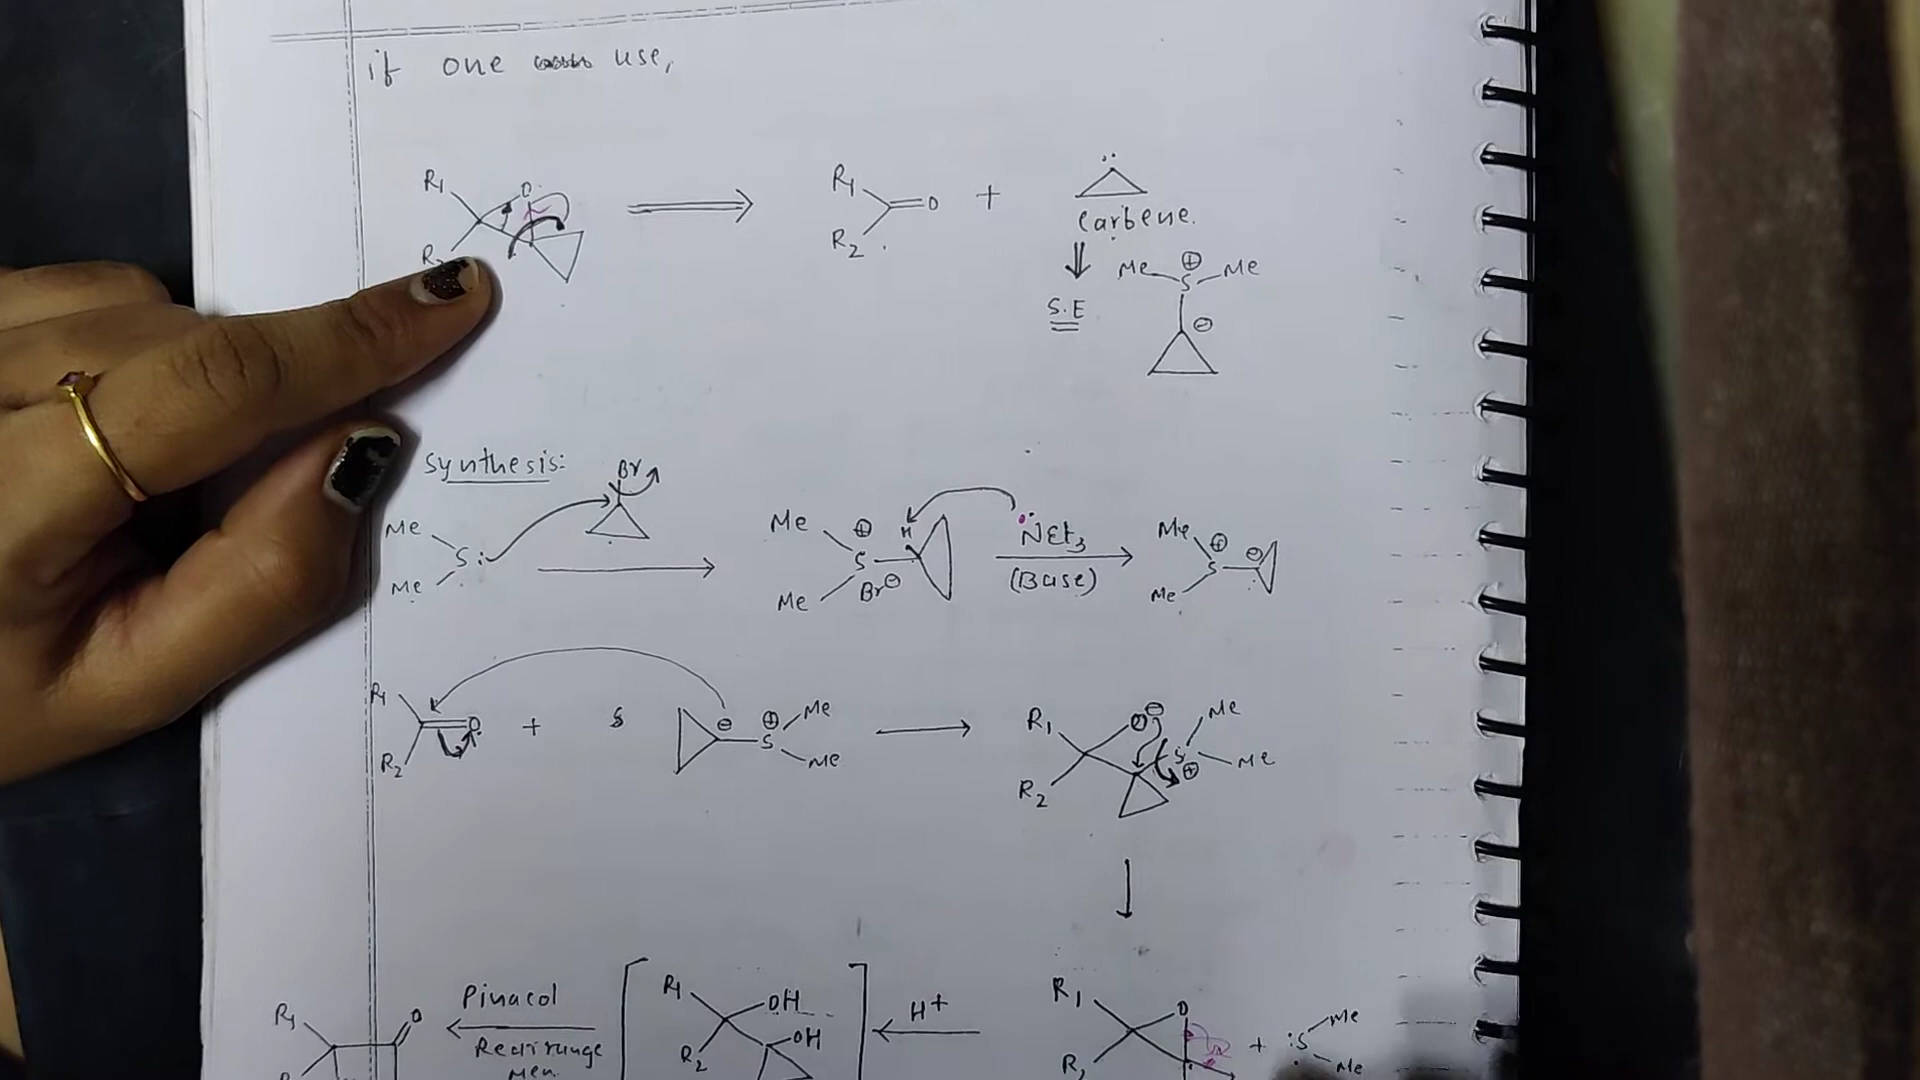 if one use,
R1 O
R2
R1 O + ..
R2
Carbene.
S.E
Me S ⊕ Me
⊖
Synthesis:
Br
Me
S:
Me
Me ⊕ H
S
Me Br⊖
:NEt3
(Base)
Me ⊕ ⊖
S
Me
R1
O + ⊖ ⊕ S Me
R2 Me
R1 O⊖ Me
S
R2 ⊕ Me
R1 O
Pinacol
Rearrange
men
R1 OH
OH
R2
H+
R1 O
R2
+ :S Me
Me